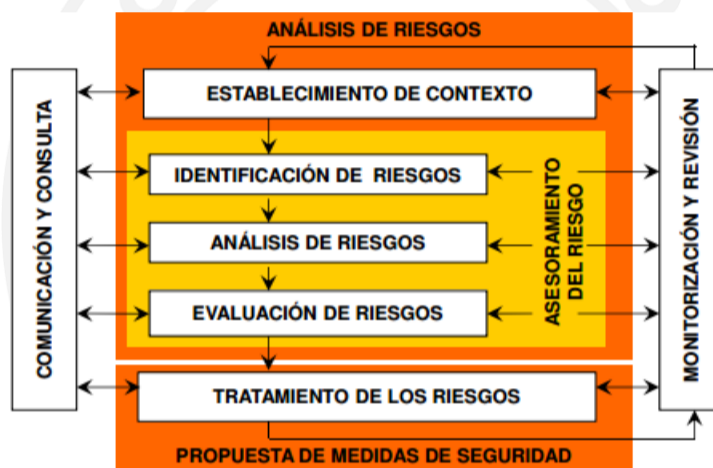 ANÁLISIS DE RIESGOS
ESTABLECIMIENTO DE CONTEXTO
COMUNICACIÓN Y CONSULTA
IDENTIFICACIÓN DE RIESGOS
ANÁLISIS DE RIESGOS
EVALUACIÓN DE RIESGOS
ASESORAMIENTO
DEL RIESGO
MONITORIZACIÓN Y REVISIÓN
TRATAMIENTO DE LOS RIESGOS
PROPUESTA DE MEDIDAS DE SEGURIDAD